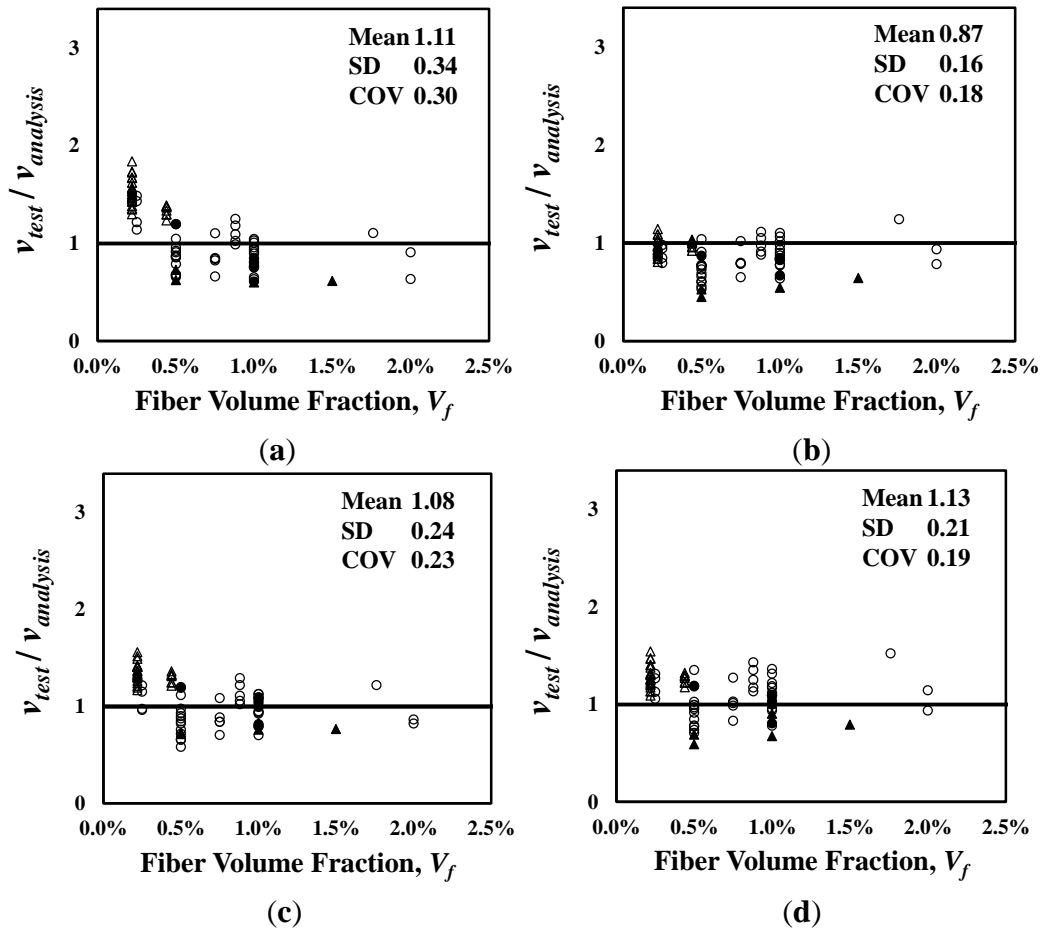 Mean 1.11
SD 0.34
COV 0.30
3
2
1
0
v_test / v_analysis
0.0% 0.5% 1.0% 1.5% 2.0% 2.5%
Fiber Volume Fraction, V_f
(a)
Mean 0.87
SD 0.16
COV 0.18
3
2
1
0
v_test / v_analysis
0.0% 0.5% 1.0% 1.5% 2.0% 2.5%
Fiber Volume Fraction, V_f
(b)
Mean 1.08
SD 0.24
COV 0.23
3
2
1
0
v_test / v_analysis
0.0% 0.5% 1.0% 1.5% 2.0% 2.5%
Fiber Volume Fraction, V_f
(c)
Mean 1.13
SD 0.21
COV 0.19
3
2
1
0
v_test / v_analysis
0.0% 0.5% 1.0% 1.5% 2.0% 2.5%
Fiber Volume Fraction, V_f
(d)